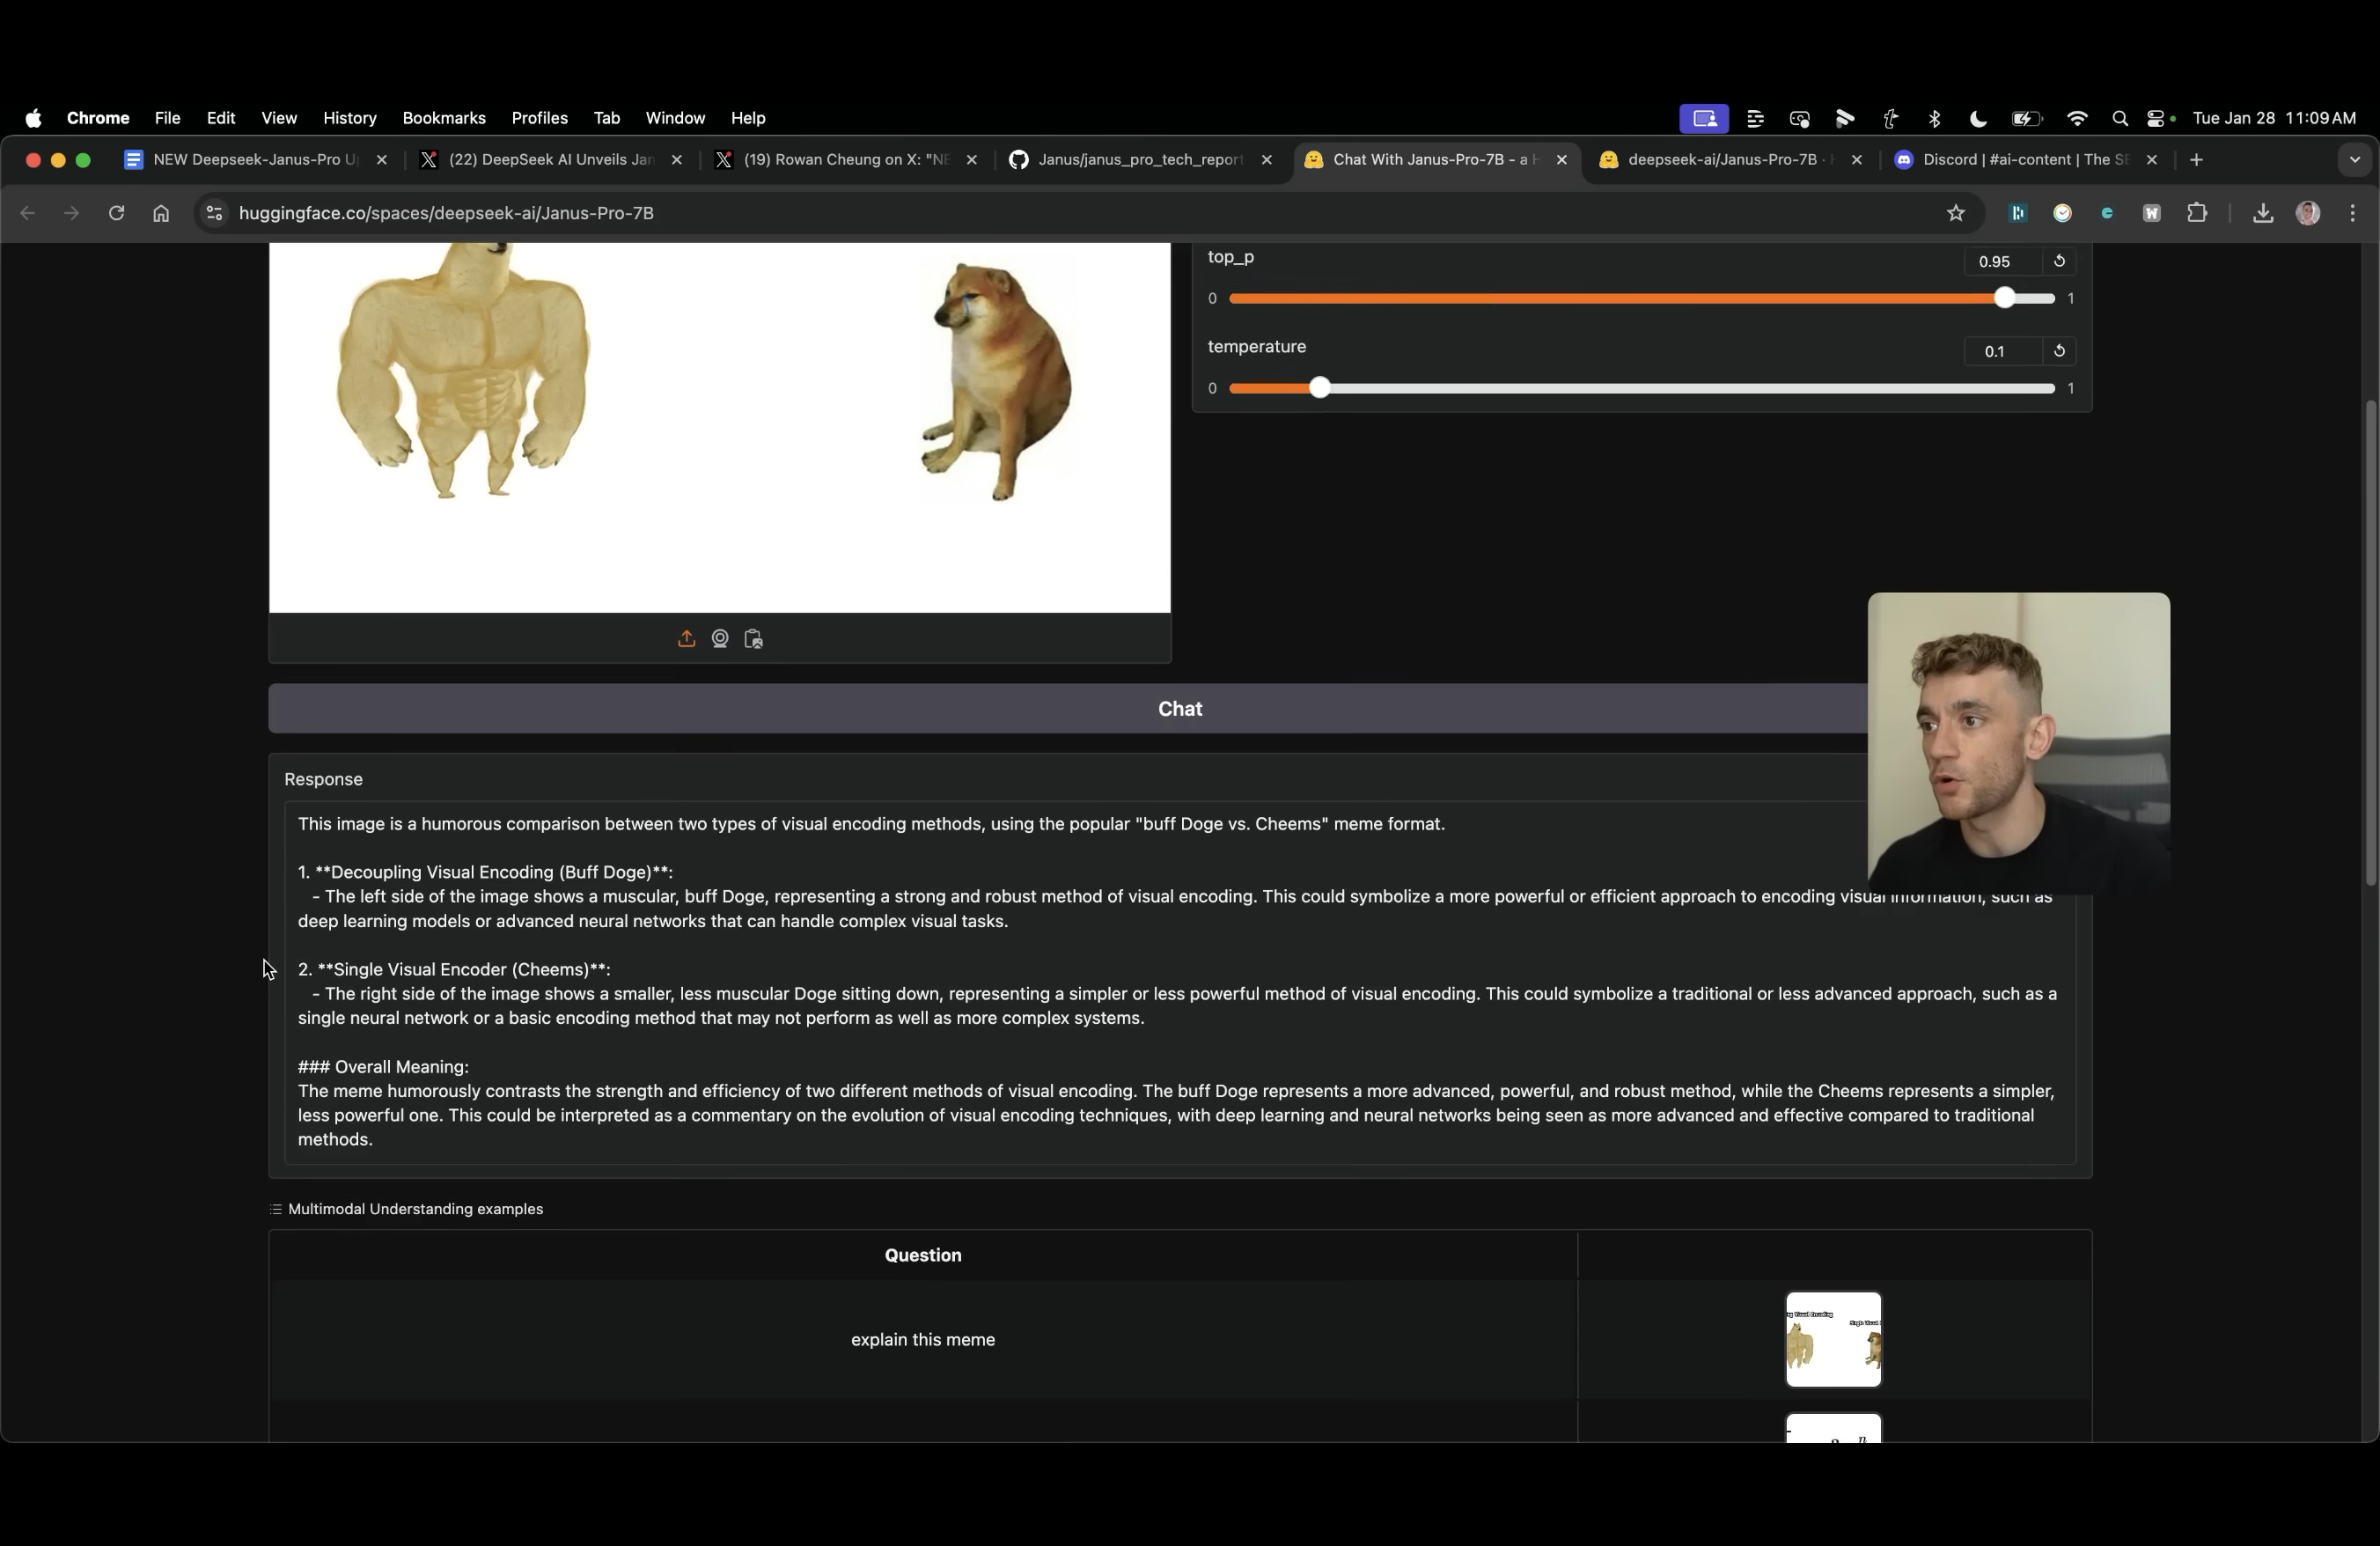 Chrome File Edit View History Bookmarks Profiles Tab Window Help Tue Jan 28 11:09 AM
NEW Deepseek-Janus-Pro (22) DeepSeek AI Unveils (19) Rowan Cheung on X: Janus/janus_pro_tech_report Chat With Janus-Pro-7B - a deepseek-ai/Janus-Pro-7B · Discord | #ai-content | The
huggingface.co/spaces/deepseek-ai/Janus-Pro-7B
top_p
0.95
0 1
temperature
0.1
0 1
Chat
Response
This image is a humorous comparison between two types of visual encoding methods, using the popular "buff Doge vs. Cheems" meme format.
1. **Decoupling Visual Encoding (Buff Doge)**:
- The left side of the image shows a muscular, buff Doge, representing a strong and robust method of visual encoding. This could symbolize a more powerful or efficient approach to encoding visual information, such as
deep learning models or advanced neural networks that can handle complex visual tasks.
2. **Single Visual Encoder (Cheems)**:
- The right side of the image shows a smaller, less muscular Doge sitting down, representing a simpler or less powerful method of visual encoding. This could symbolize a traditional or less advanced approach, such as a
single neural network or a basic encoding method that may not perform as well as more complex systems.
### Overall Meaning:
The meme humorously contrasts the strength and efficiency of two different methods of visual encoding. The buff Doge represents a more advanced, powerful, and robust method, while the Cheems represents a simpler,
less powerful one. This could be interpreted as a commentary on the evolution of visual encoding techniques, with deep learning and neural networks being seen as more advanced and effective compared to traditional
methods.
Multimodal Understanding examples
Question
explain this meme
Visual Encoding
Single Visual